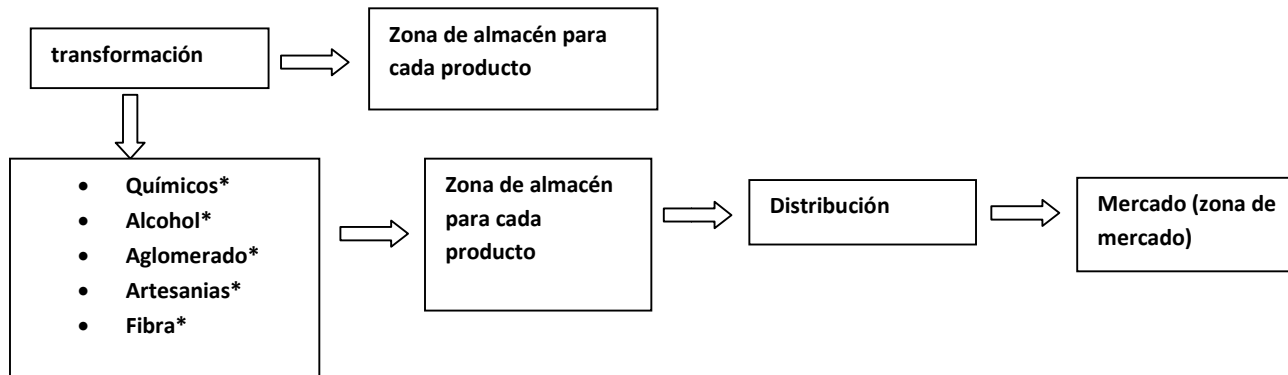 transformación
Zona de almacén para
cada producto
• Químicos*
• Alcohol*
• Aglomerado*
• Artesanias*
• Fibra*
Zona de almacén
para cada
producto
Distribución
Mercado (zona de
mercado)